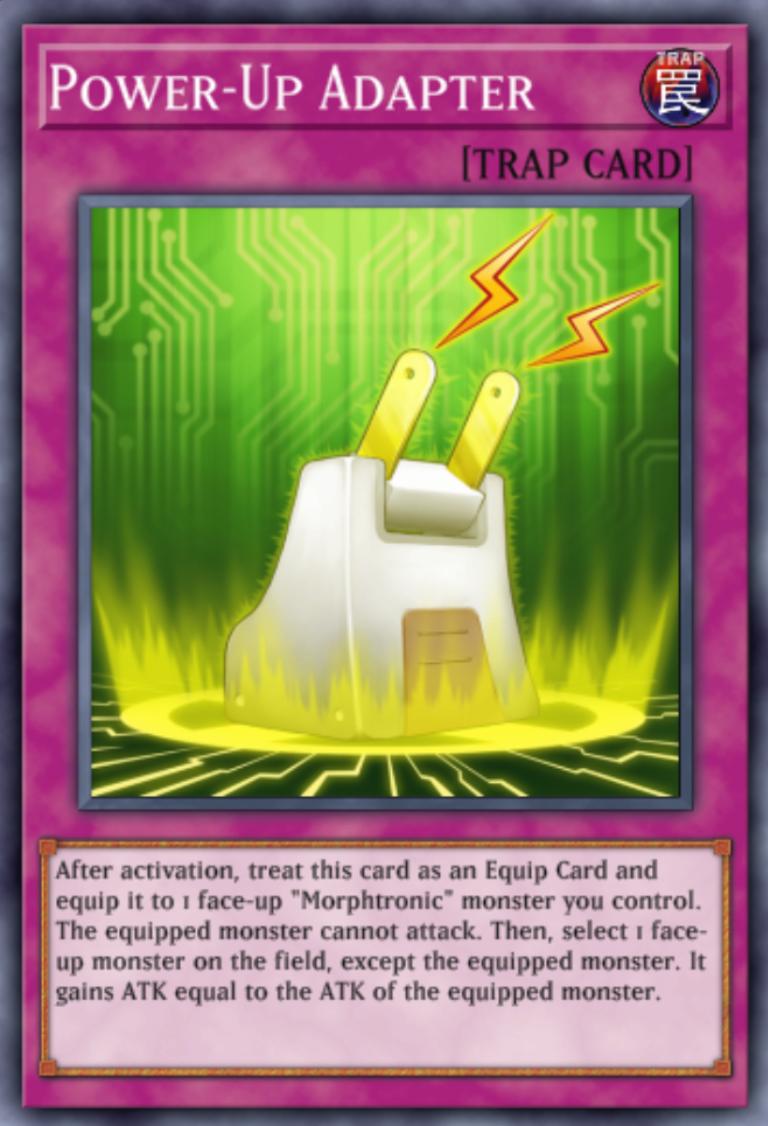 Power-Up Adapter
TRAP
罠
[TRAP CARD]
After activation, treat this card as an Equip Card and
equip it to 1 face-up "Morphtronic" monster you control.
The equipped monster cannot attack. Then, select 1 face-
up monster on the field, except the equipped monster. It
gains ATK equal to the ATK of the equipped monster.